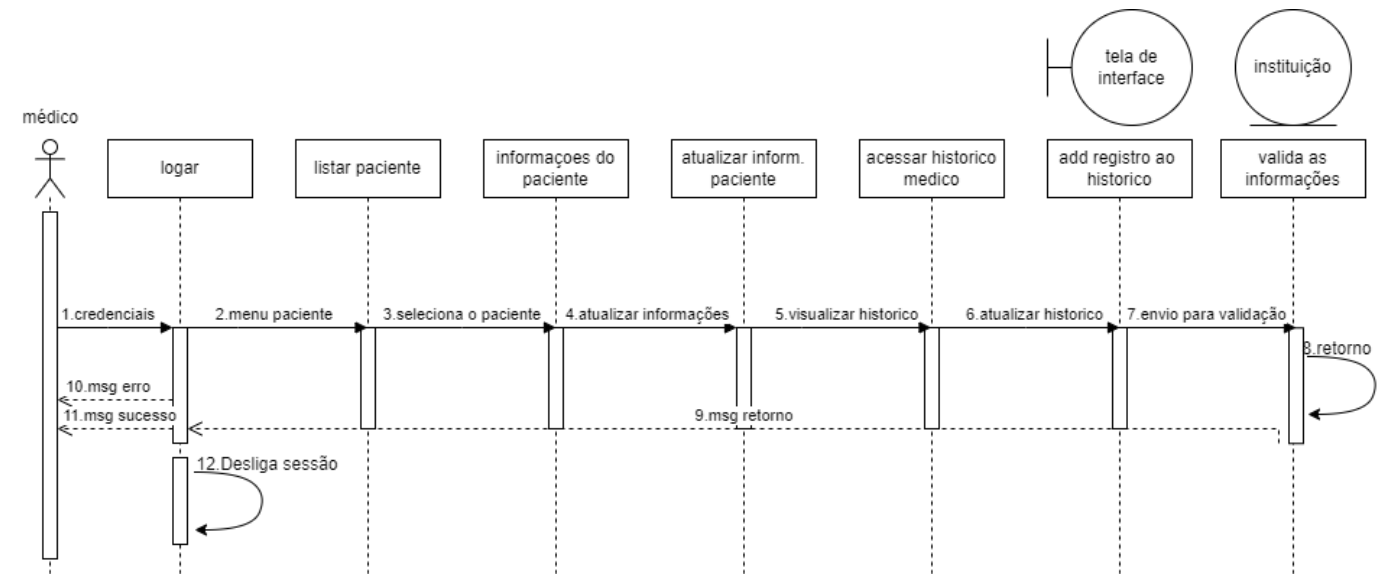 tela de
interface
instituição
médico
logar
listar paciente
informaçoes do
paciente
atualizar inform.
paciente
acessar historico
medico
add registro ao
historico
valida as
informações
1.credenciais
2.menu paciente
3.seleciona o paciente
4.atualizar informações
5.visualizar historico
6.atualizar historico
7.envio para validação
8.retorno
10.msg erro
11.msg sucesso
9.msg retorno
12.Desliga sessão